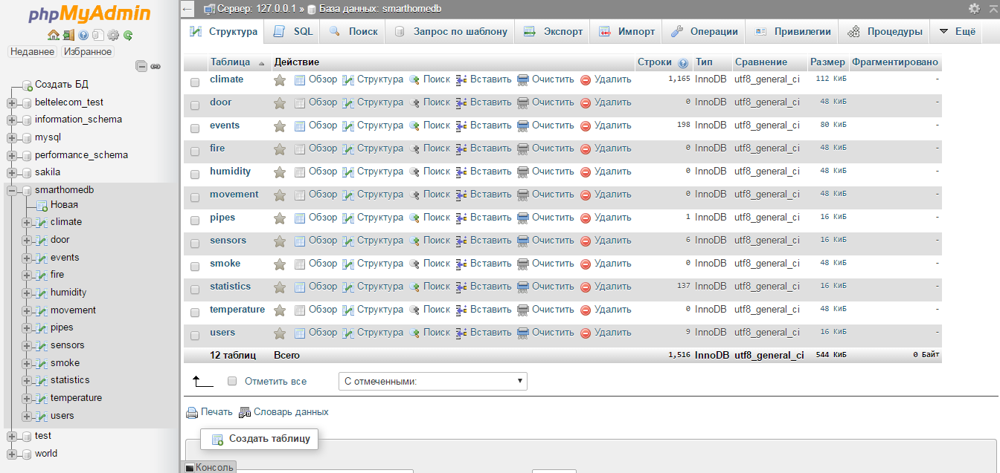 phpMyAdmin
Недавнее Избранное
Создать БД
beltelecom_test
information_schema
mysql
performance_schema
sakila
smarthomedb
Новая
climate
door
events
fire
humidity
movement
pipes
sensors
smoke
statistics
temperature
users
test
world
Сервер: 127.0.0.1 » База данных: smarthomedb
Структура SQL Поиск Запрос по шаблону Экспорт Импорт Операции Привилегии Процедуры Ещё
Таблица Действие Строки Тип Сравнение Размер Фрагментировано
climate Обзор Структура Поиск Вставить Очистить Удалить 1,165 InnoDB utf8_general_ci 112 КиБ -
door Обзор Структура Поиск Вставить Очистить Удалить 0 InnoDB utf8_general_ci 48 КиБ -
events Обзор Структура Поиск Вставить Очистить Удалить 198 InnoDB utf8_general_ci 80 КиБ -
fire Обзор Структура Поиск Вставить Очистить Удалить 0 InnoDB utf8_general_ci 48 КиБ -
humidity Обзор Структура Поиск Вставить Очистить Удалить 0 InnoDB utf8_general_ci 48 КиБ -
movement Обзор Структура Поиск Вставить Очистить Удалить 0 InnoDB utf8_general_ci 48 КиБ -
pipes Обзор Структура Поиск Вставить Очистить Удалить 1 InnoDB utf8_general_ci 16 КиБ -
sensors Обзор Структура Поиск Вставить Очистить Удалить 6 InnoDB utf8_general_ci 16 КиБ -
smoke Обзор Структура Поиск Вставить Очистить Удалить 0 InnoDB utf8_general_ci 48 КиБ -
statistics Обзор Структура Поиск Вставить Очистить Удалить 137 InnoDB utf8_general_ci 16 КиБ -
temperature Обзор Структура Поиск Вставить Очистить Удалить 0 InnoDB utf8_general_ci 48 КиБ -
users Обзор Структура Поиск Вставить Очистить Удалить 9 InnoDB utf8_general_ci 16 КиБ -
12 таблиц Всего 1,516 InnoDB utf8_general_ci 544 КиБ 0 Байт
Отметить все С отмеченными:
Печать Словарь данных
Создать таблицу
Консоль